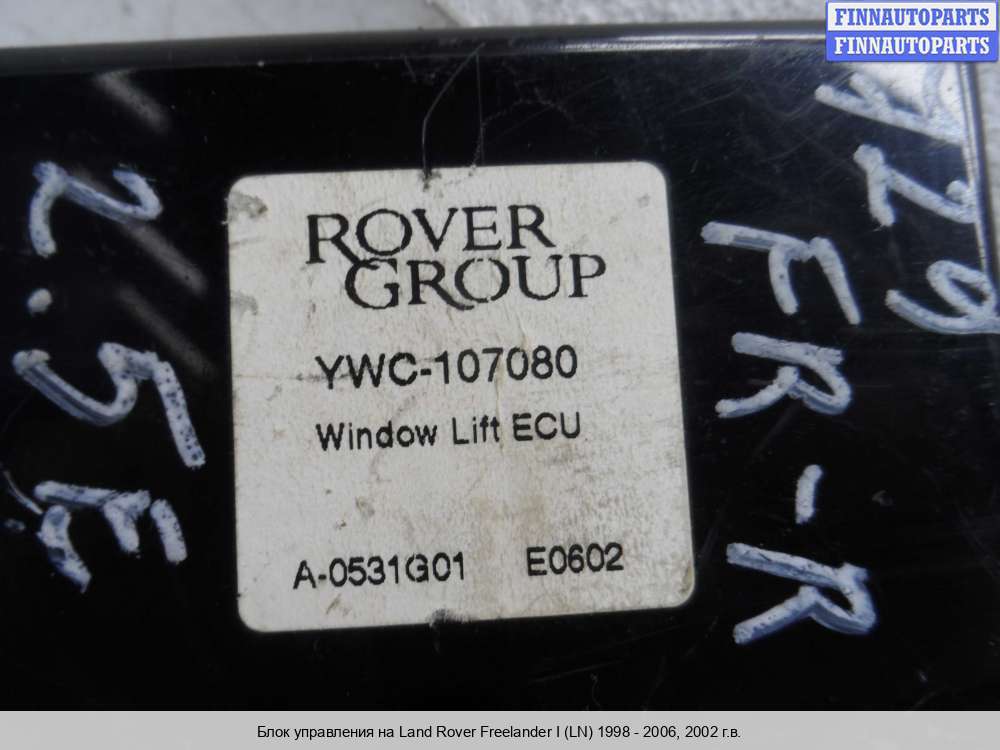 FINNAUTOPARTS
FINNAUTOPARTS
ROVER
GROUP
YWC-107080
Window Lift ECU
A-0531G01 E0602
2.5E
FR-R
Блок управления на Land Rover Freelander I (LN) 1998 - 2006, 2002 г.в.